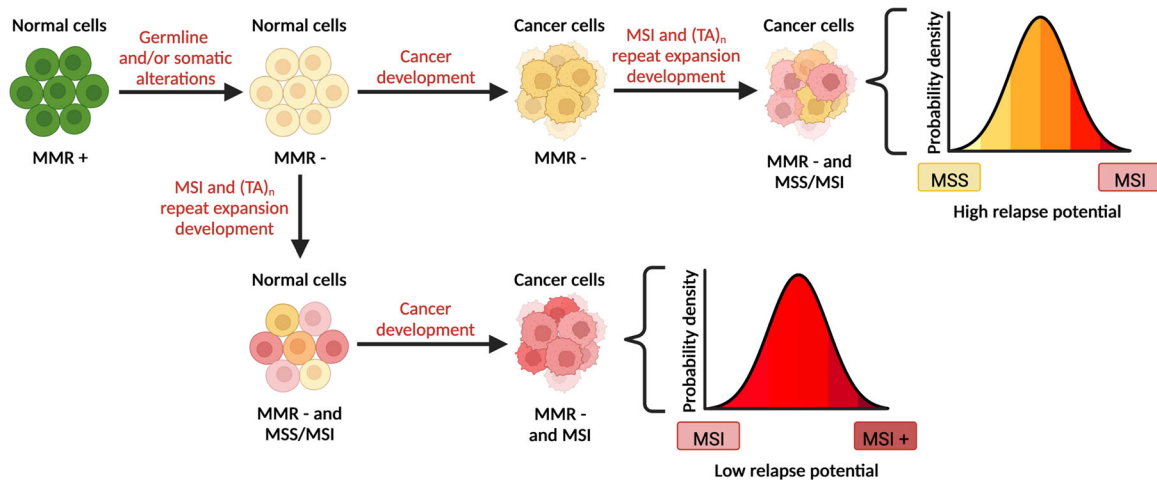 Normal cells
Germline
and/or somatic
alterations
MMR +
Normal cells
MMR -
Cancer
development
Cancer cells
MMR -
MSI and (TA)n
repeat expansion
development
Cancer cells
MMR - and
MSS/MSI
Probability density
MSS
MSI
High relapse potential
MSI and (TA)n
repeat expansion
development
Normal cells
MMR - and
MSS/MSI
Cancer
development
Cancer cells
MMR -
and MSI
Probability density
MSI
MSI +
Low relapse potential